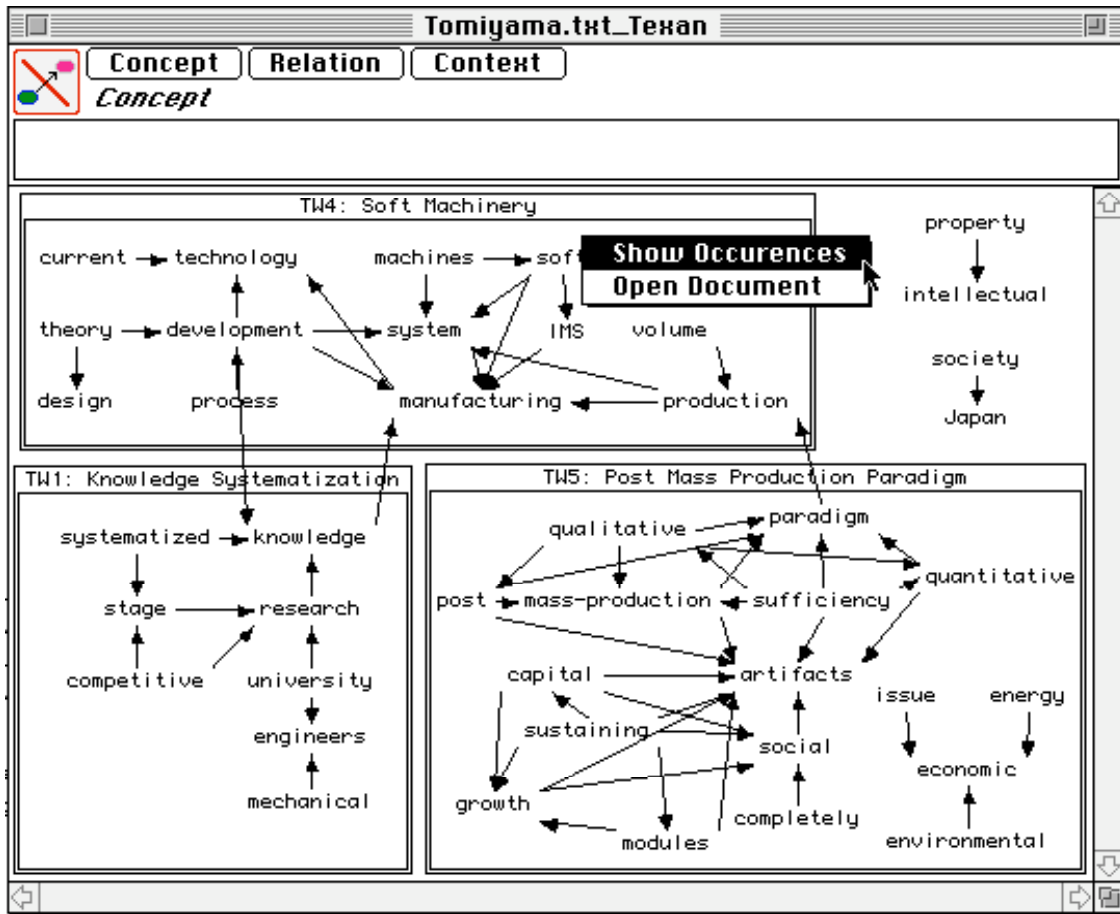 Tomiyama.txt_Texan
Concept Relation Context
Concept
TW4: Soft Machinery
property
current technology machines sof
Show Occurences
Open Document
intellectual
theory development system IMS volume
society
design process manufacturing production
Japan
TW1: Knowledge Systematization
TW5: Post Mass Production Paradigm
systematized knowledge
stage research
competitive university
engineers
mechanical
qualitative paradigm
quantitative
post mass-production sufficiency
capital artifacts
issue energy
sustaining
social
economic
growth
completely
modules
environmental